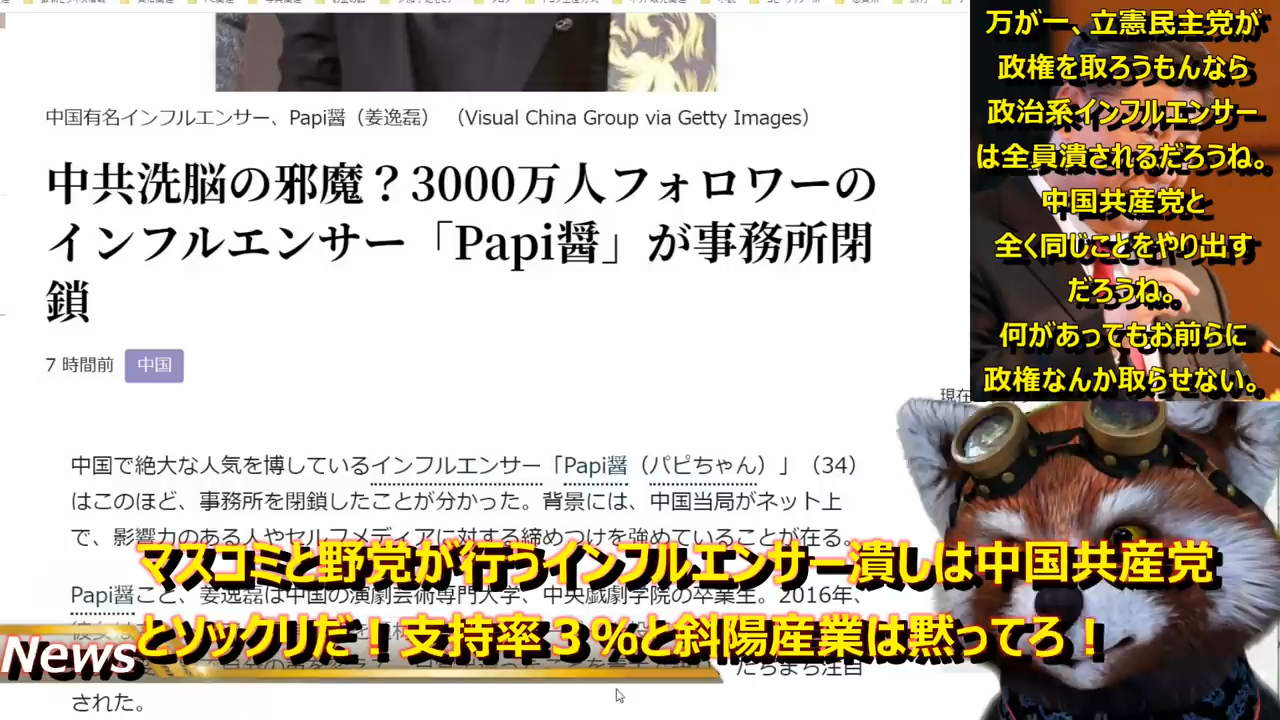 中国有名インフルエンサー、Papi醤（姜逸磊） （Visual China Group via Getty Images）
中共洗脳の邪魔？3000万人フォロワーの
インフルエンサー「Papi醤」が事務所閉
鎖
7 時間前 中国
現在
中国で絶大な人気を博しているインフルエンサー「Papi醤（パピちゃん）」（34）
はこのほど、事務所を閉鎖したことが分かった。背景には、中国当局がネット上
で、影響力のある人やセルフメディアに対する締めつけを強めていることが在る。
Papi醤こと、姜逸磊は中国の演劇芸術専門大学、中央戯劇学院の卒業生。2016年、
たちまち注目
された。
万が一、立憲民主党が
政権を取ろうもんなら
政治系インフルエンサー
は全員潰されるだろうね。
中国共産党と
全く同じことをやり出す
だろうね。
何があってもお前らに
政権なんか取らせない。
マスコミと野党が行うインフルエンサー潰しは中国共産党
とソックリだ！支持率３％と斜陽産業は黙ってろ！
News